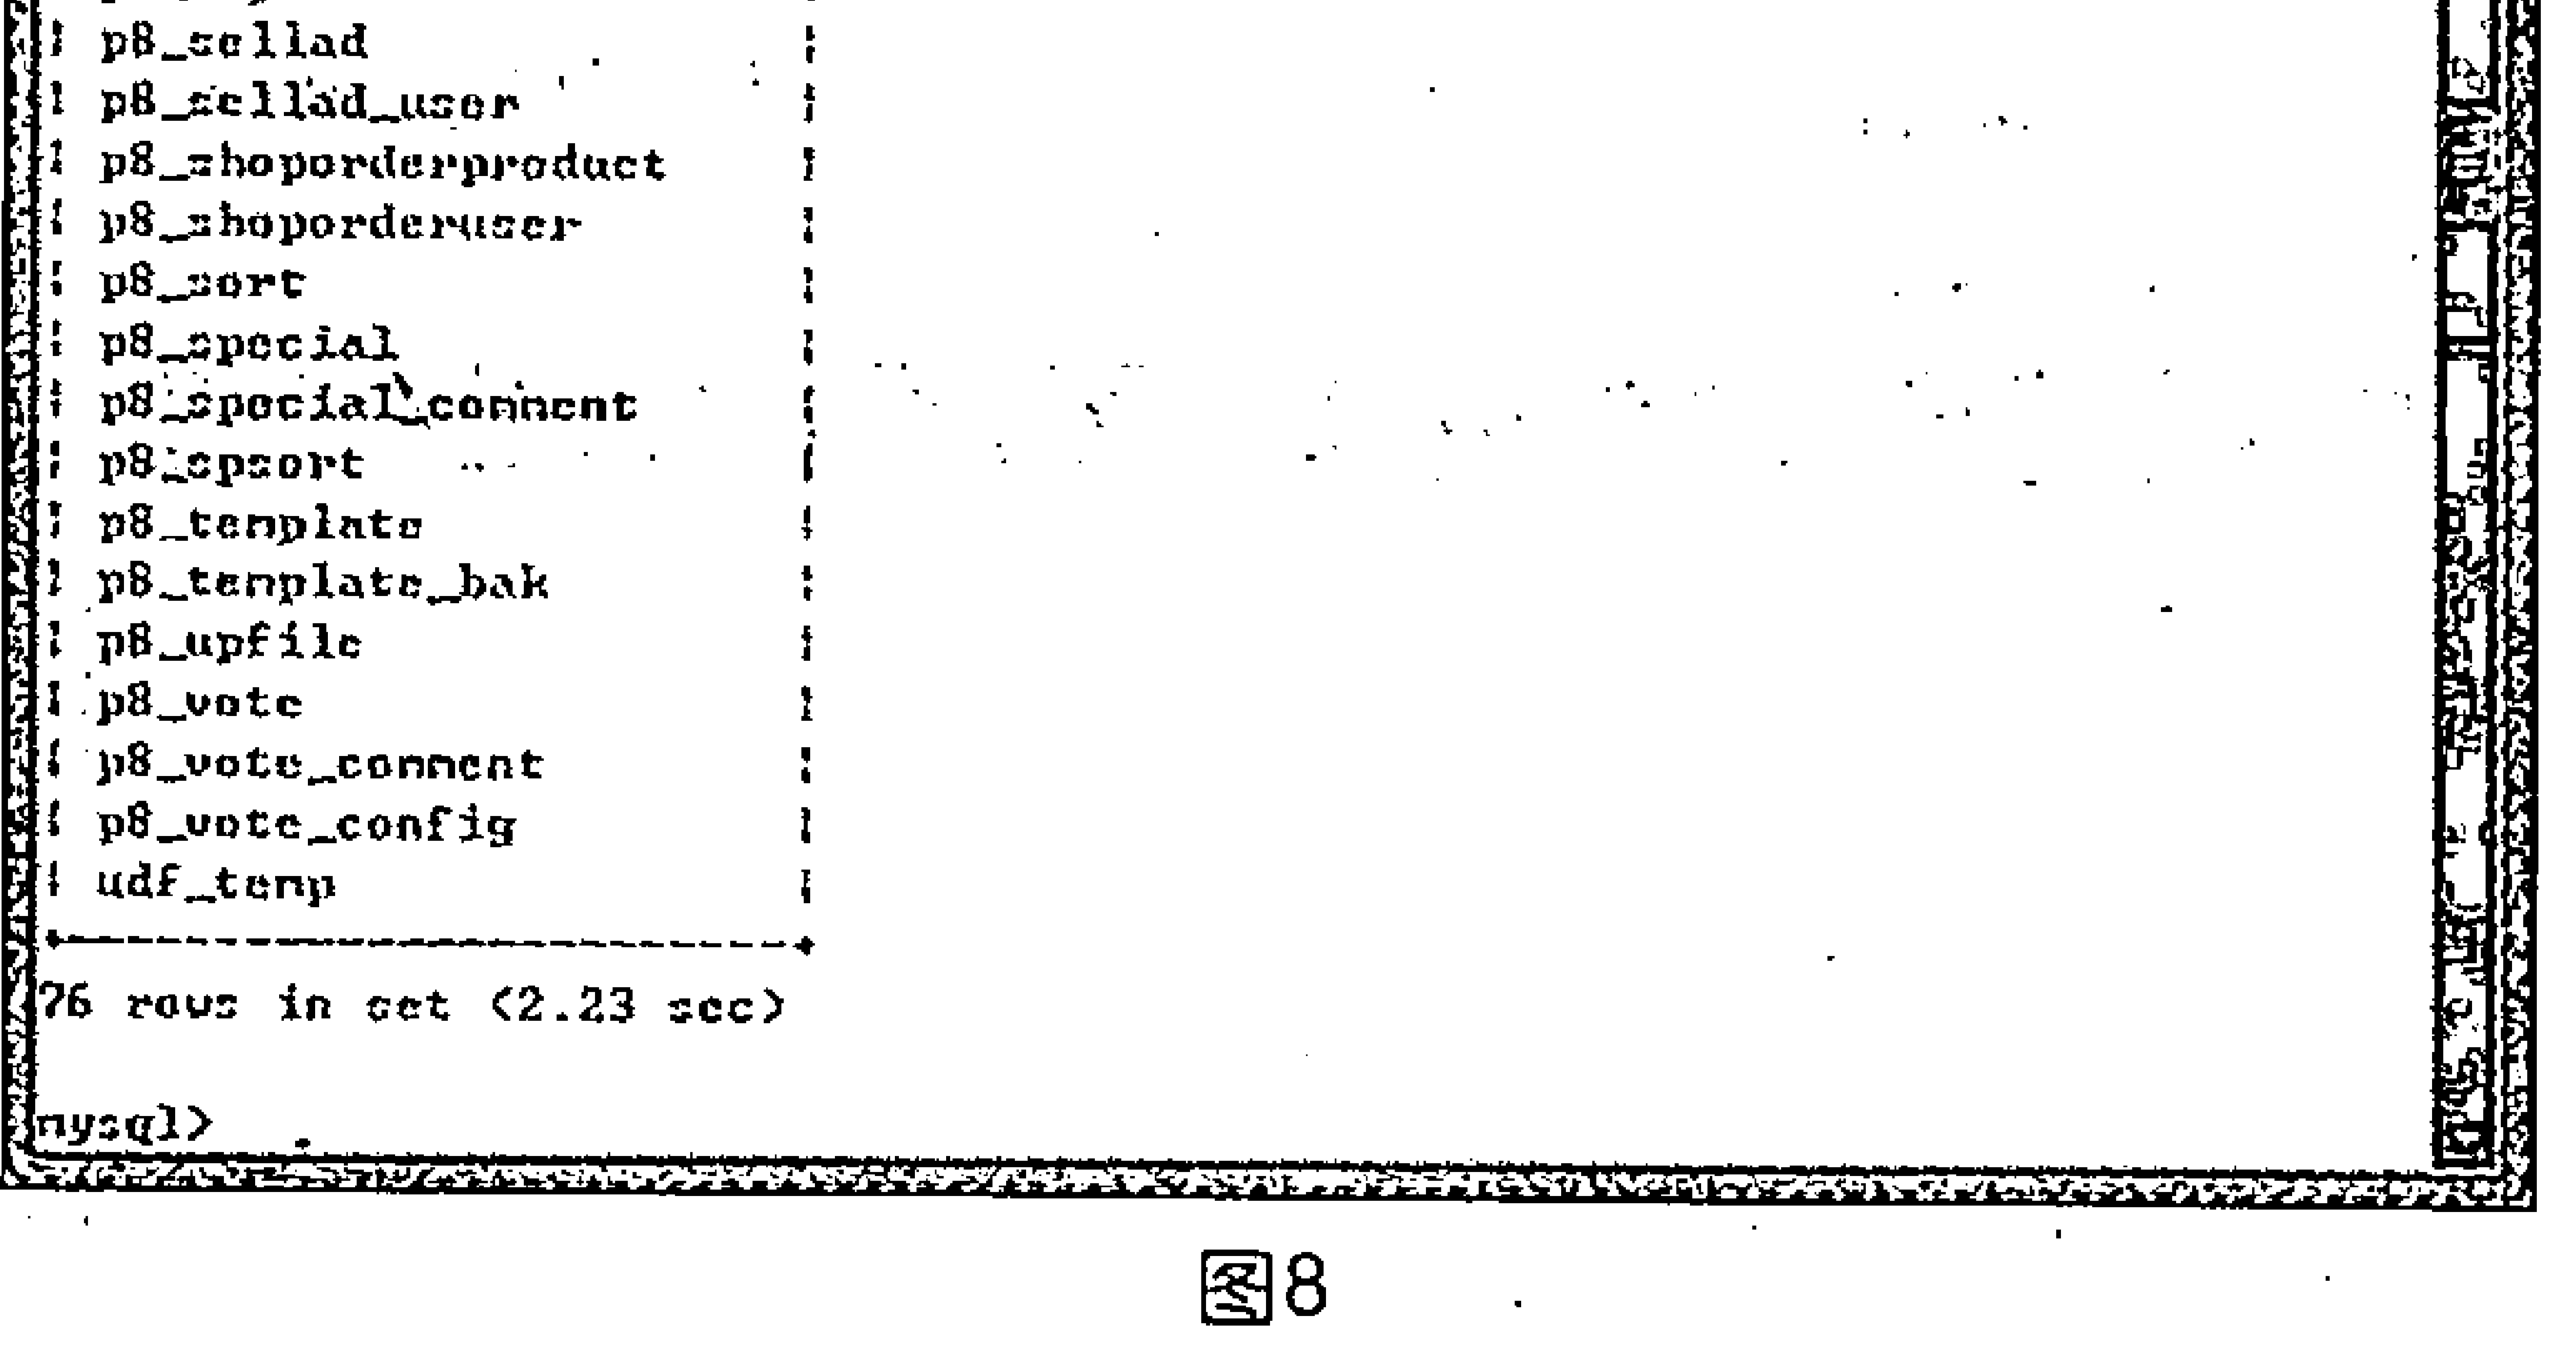 | p8_sellad |
| p8_sellad_user |
| p8_shoporderproduct |
| p8_shoporderuser |
| p8_sort |
| p8_special |
| p8_special_comment |
| p8_spsort |
| p8_template |
| p8_template_bak |
| p8_upfile |
| p8_vote |
| p8_vote_comment |
| p8_vote_config |
| udf_temp |
+-------------------------+
76 rows in set (2.23 sec)
mysql>
图8